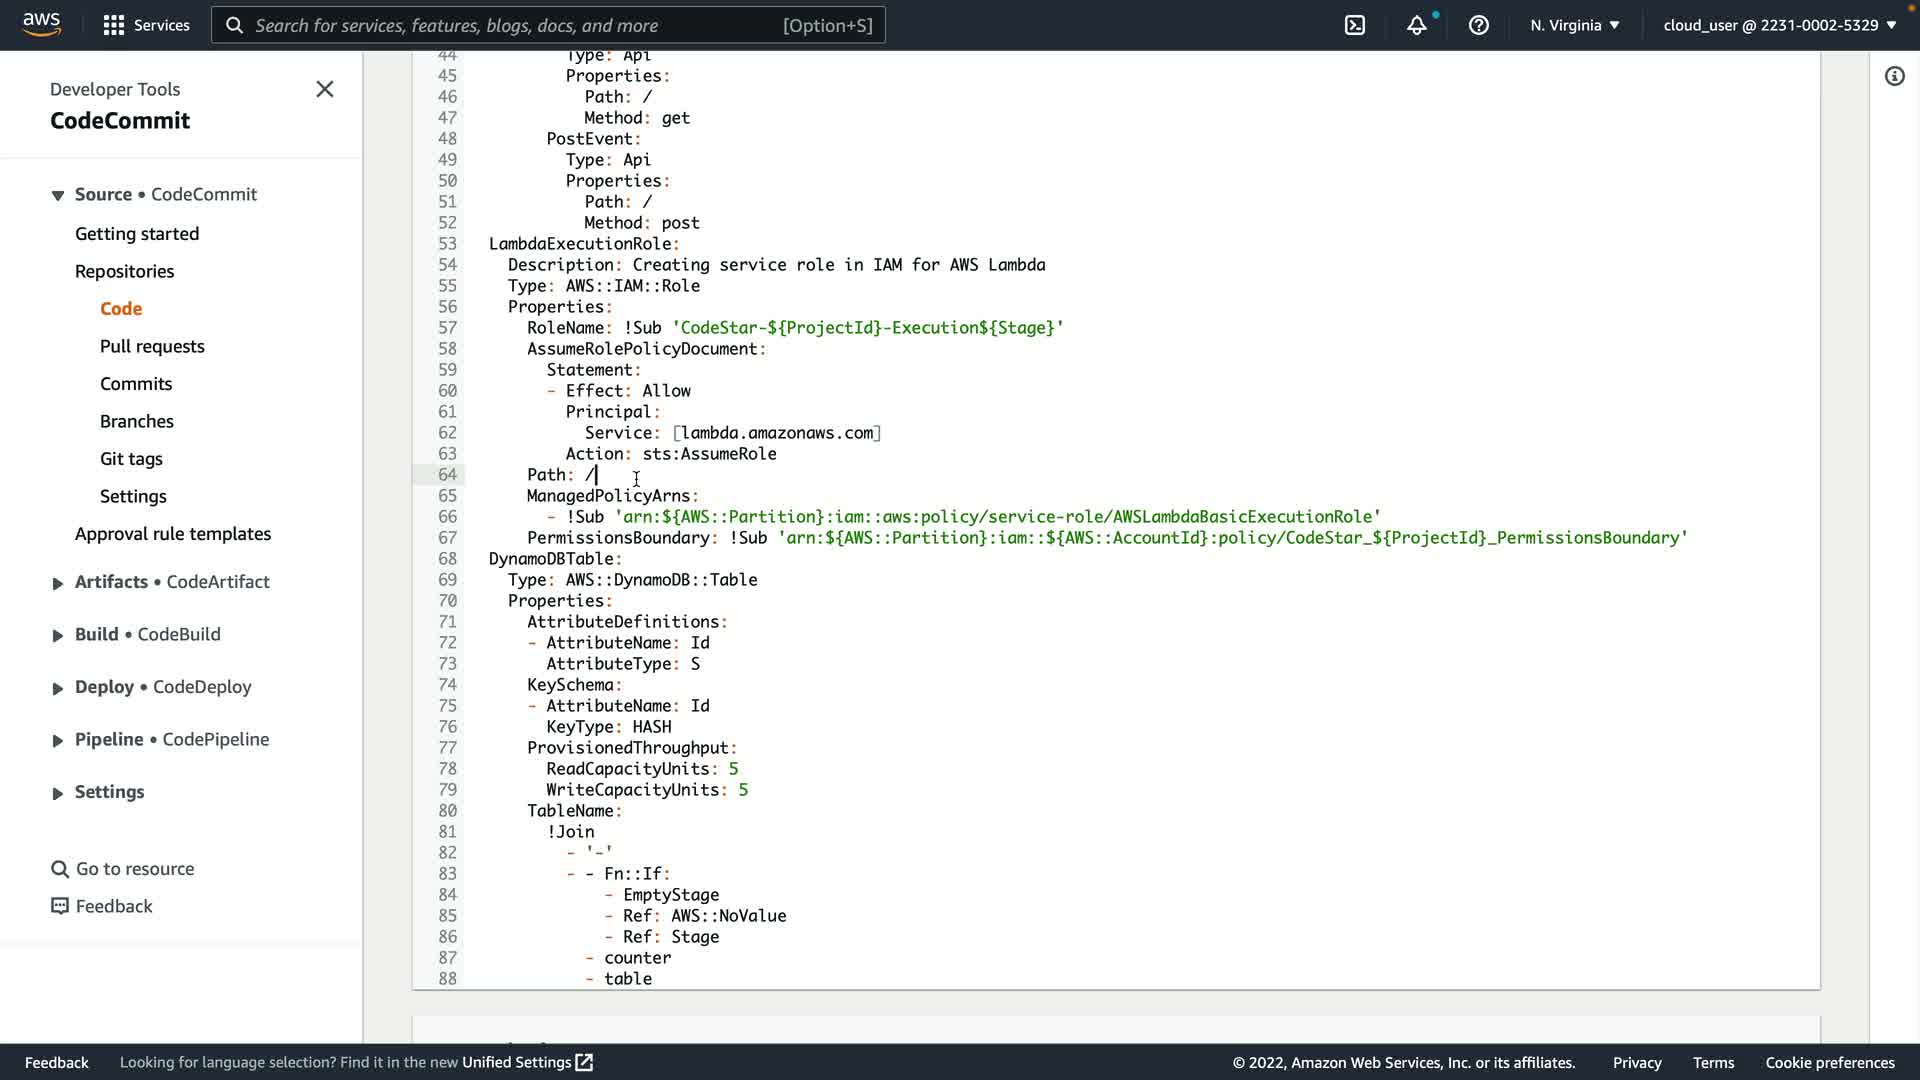 aws
Services
Search for services, features, blogs, docs, and more [Option+S]
N. Virginia ▼
cloud_user @ 2231-0002-5329 ▼
Developer Tools
CodeCommit
Source • CodeCommit
Getting started
Repositories
Code
Pull requests
Commits
Branches
Git tags
Settings
Approval rule templates
Artifacts • CodeArtifact
Build • CodeBuild
Deploy • CodeDeploy
Pipeline • CodePipeline
Settings
Go to resource
Feedback
44 Type: Api
45 Properties:
46 Path: /
47 Method: get
48 PostEvent:
49 Type: Api
50 Properties:
51 Path: /
52 Method: post
53 LambdaExecutionRole:
54 Description: Creating service role in IAM for AWS Lambda
55 Type: AWS::IAM::Role
56 Properties:
57 RoleName: !Sub 'CodeStar-${ProjectId}-Execution${Stage}'
58 AssumeRolePolicyDocument:
59 Statement:
60 - Effect: Allow
61 Principal:
62 Service: [lambda.amazonaws.com]
63 Action: sts:AssumeRole
64 Path: /
65 ManagedPolicyArns:
66 - !Sub 'arn:${AWS::Partition}:iam::aws:policy/service-role/AWSLambdaBasicExecutionRole'
67 PermissionsBoundary: !Sub 'arn:${AWS::Partition}:iam::${AWS::AccountId}:policy/CodeStar_${ProjectId}_PermissionsBoundary'
68 DynamoDBTable:
69 Type: AWS::DynamoDB::Table
70 Properties:
71 AttributeDefinitions:
72 - AttributeName: Id
73 AttributeType: S
74 KeySchema:
75 - AttributeName: Id
76 KeyType: HASH
77 ProvisionedThroughput:
78 ReadCapacityUnits: 5
79 WriteCapacityUnits: 5
80 TableName:
81 !Join
82 - '-'
83 - - Fn::If:
84 - EmptyStage
85 - Ref: AWS::NoValue
86 - Ref: Stage
87 - counter
88 - table
Feedback
Looking for language selection? Find it in the new Unified Settings
© 2022, Amazon Web Services, Inc. or its affiliates.
Privacy
Terms
Cookie preferences